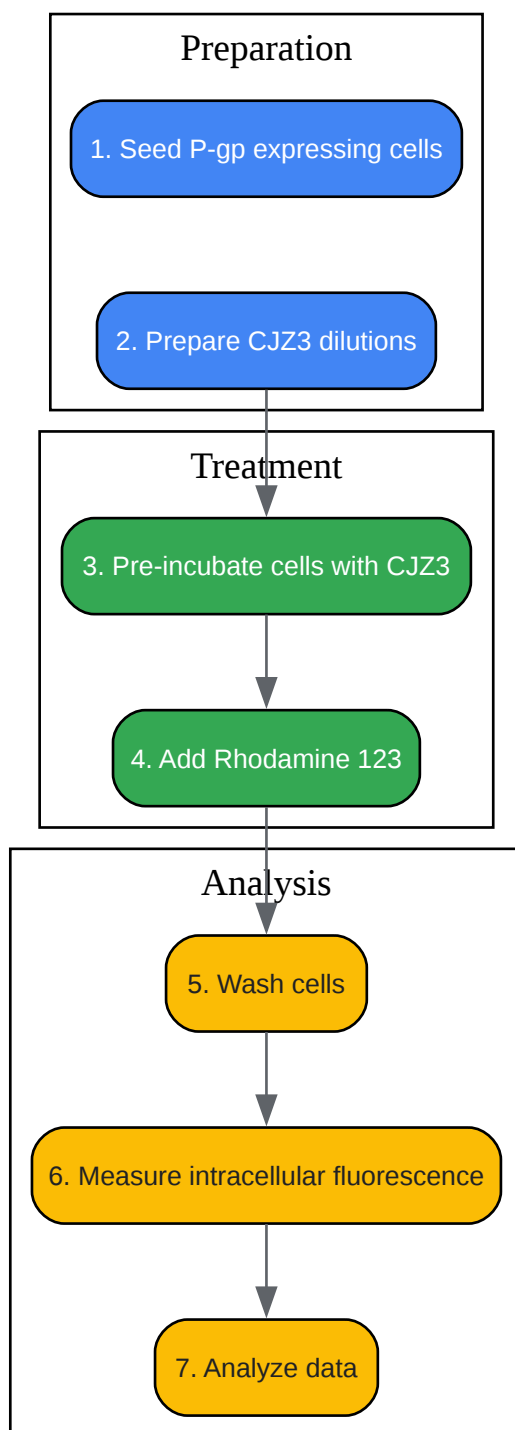 Preparation
1. Seed P-gp expressing cells
2. Prepare CJZ3 dilutions
Treatment
3. Pre-incubate cells with CJZ3
4. Add Rhodamine 123
Analysis
5. Wash cells
6. Measure intracellular fluorescence
7. Analyze data